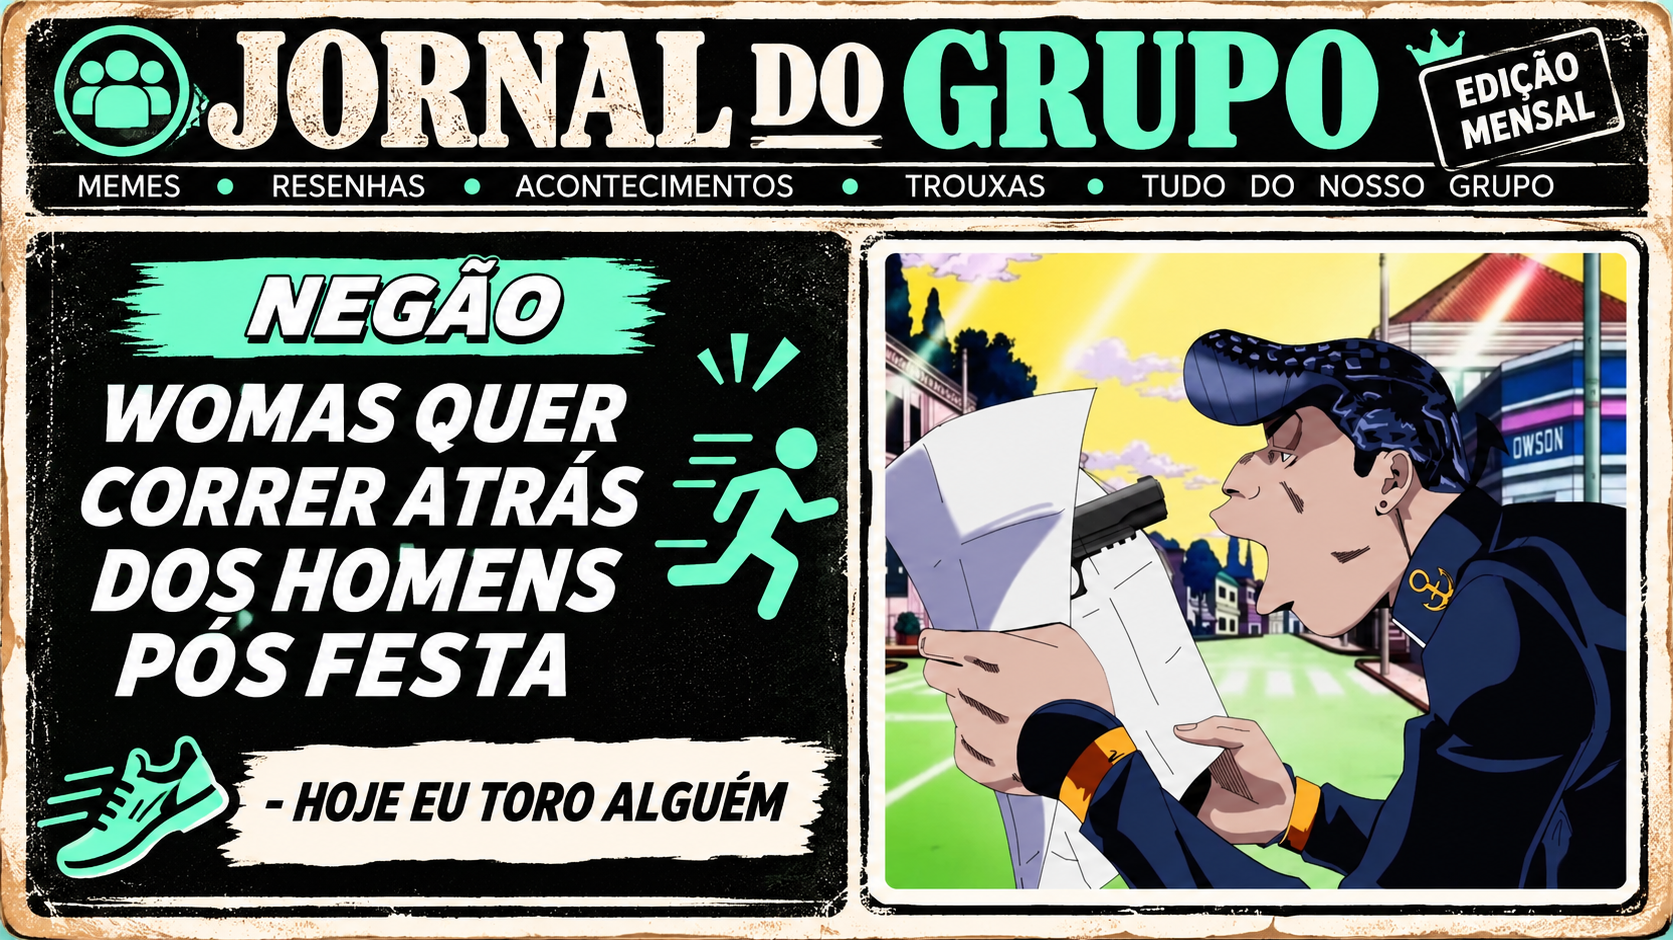 JORNAL DO GRUPO
EDIÇÃO
MENSAL
MEMES • RESENHAS • ACONTECIMENTOS • TROUXAS • TUDO DO NOSSO GRUPO
NEGÃO
WOMAS QUER
CORRER ATRÁS
DOS HOMENS
PÓS FESTA
- HOJE EU TORO ALGUÉM
OWSON